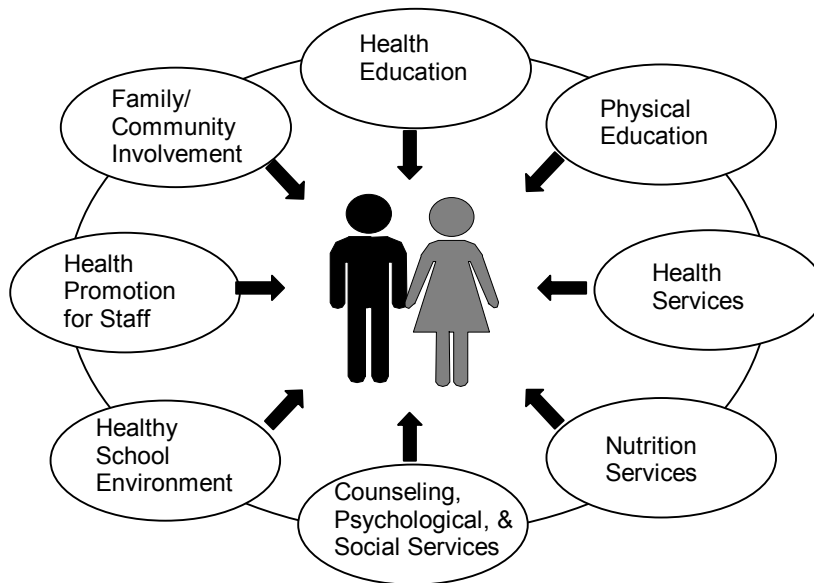 Health
Education
Physical
Education
Health
Services
Nutrition
Services
Counseling,
Psychological, &
Social Services
Healthy
School
Environment
Health
Promotion
for Staff
Family/
Community
Involvement